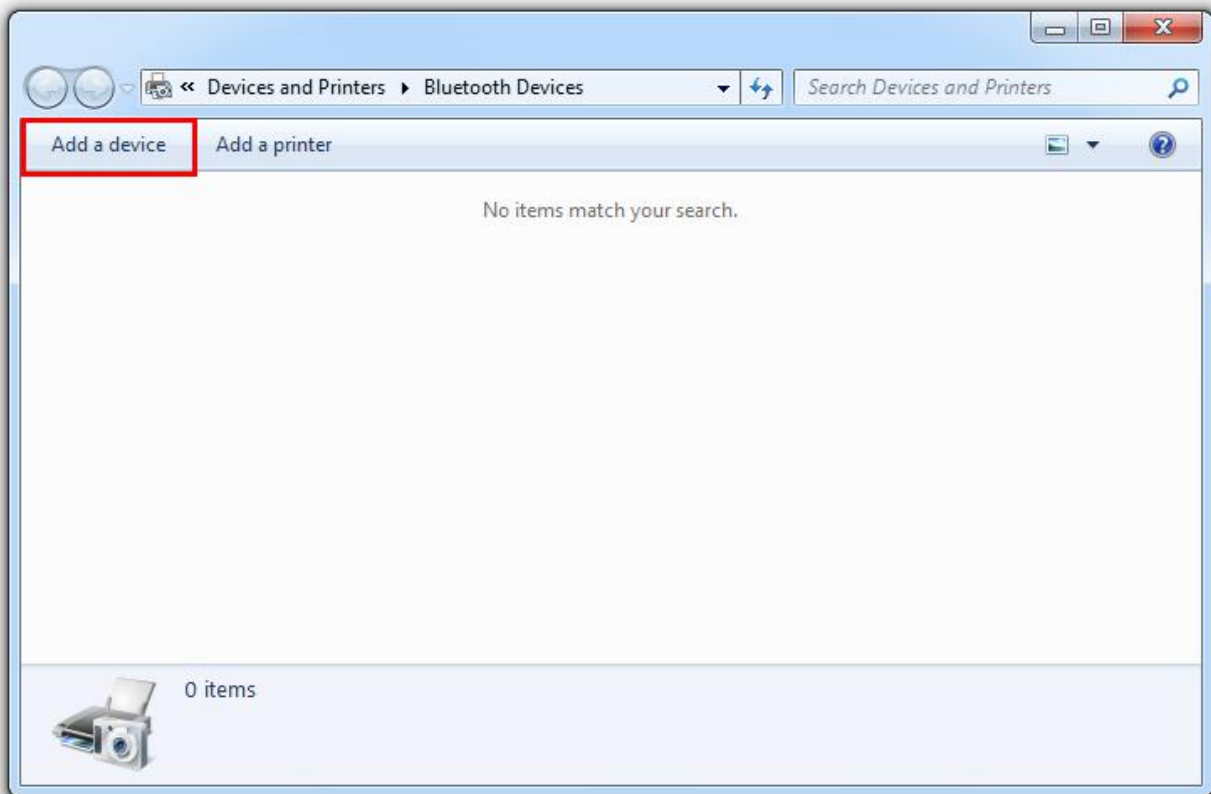 « Devices and Printers ▸ Bluetooth Devices
Search Devices and Printers
Add a device Add a printer
No items match your search.
0 items